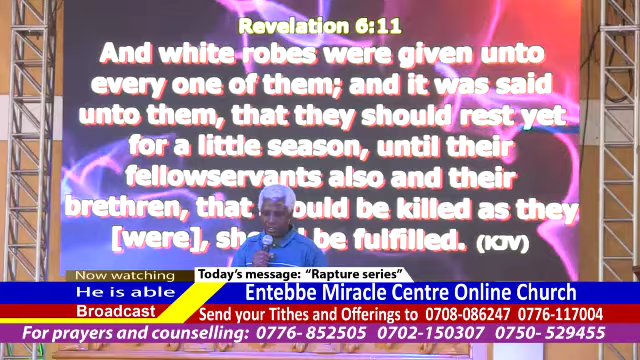 Revelation 6:11
And white robes were given unto
every one of them; and it was said
unto them, that they should rest yet
for a little season, until their
fellowservants also and their
brethren, that should be killed as they
[were], should be fulfilled. (KJV)
Now watching
Today's message: "Rapture series"
He is able
Entebbe Miracle Centre Online Church
Broadcast
Send your Tithes and Offerings to 0708-086247 0776-117004
For prayers and counselling: 0776- 852505 0702-150307 0750- 529455